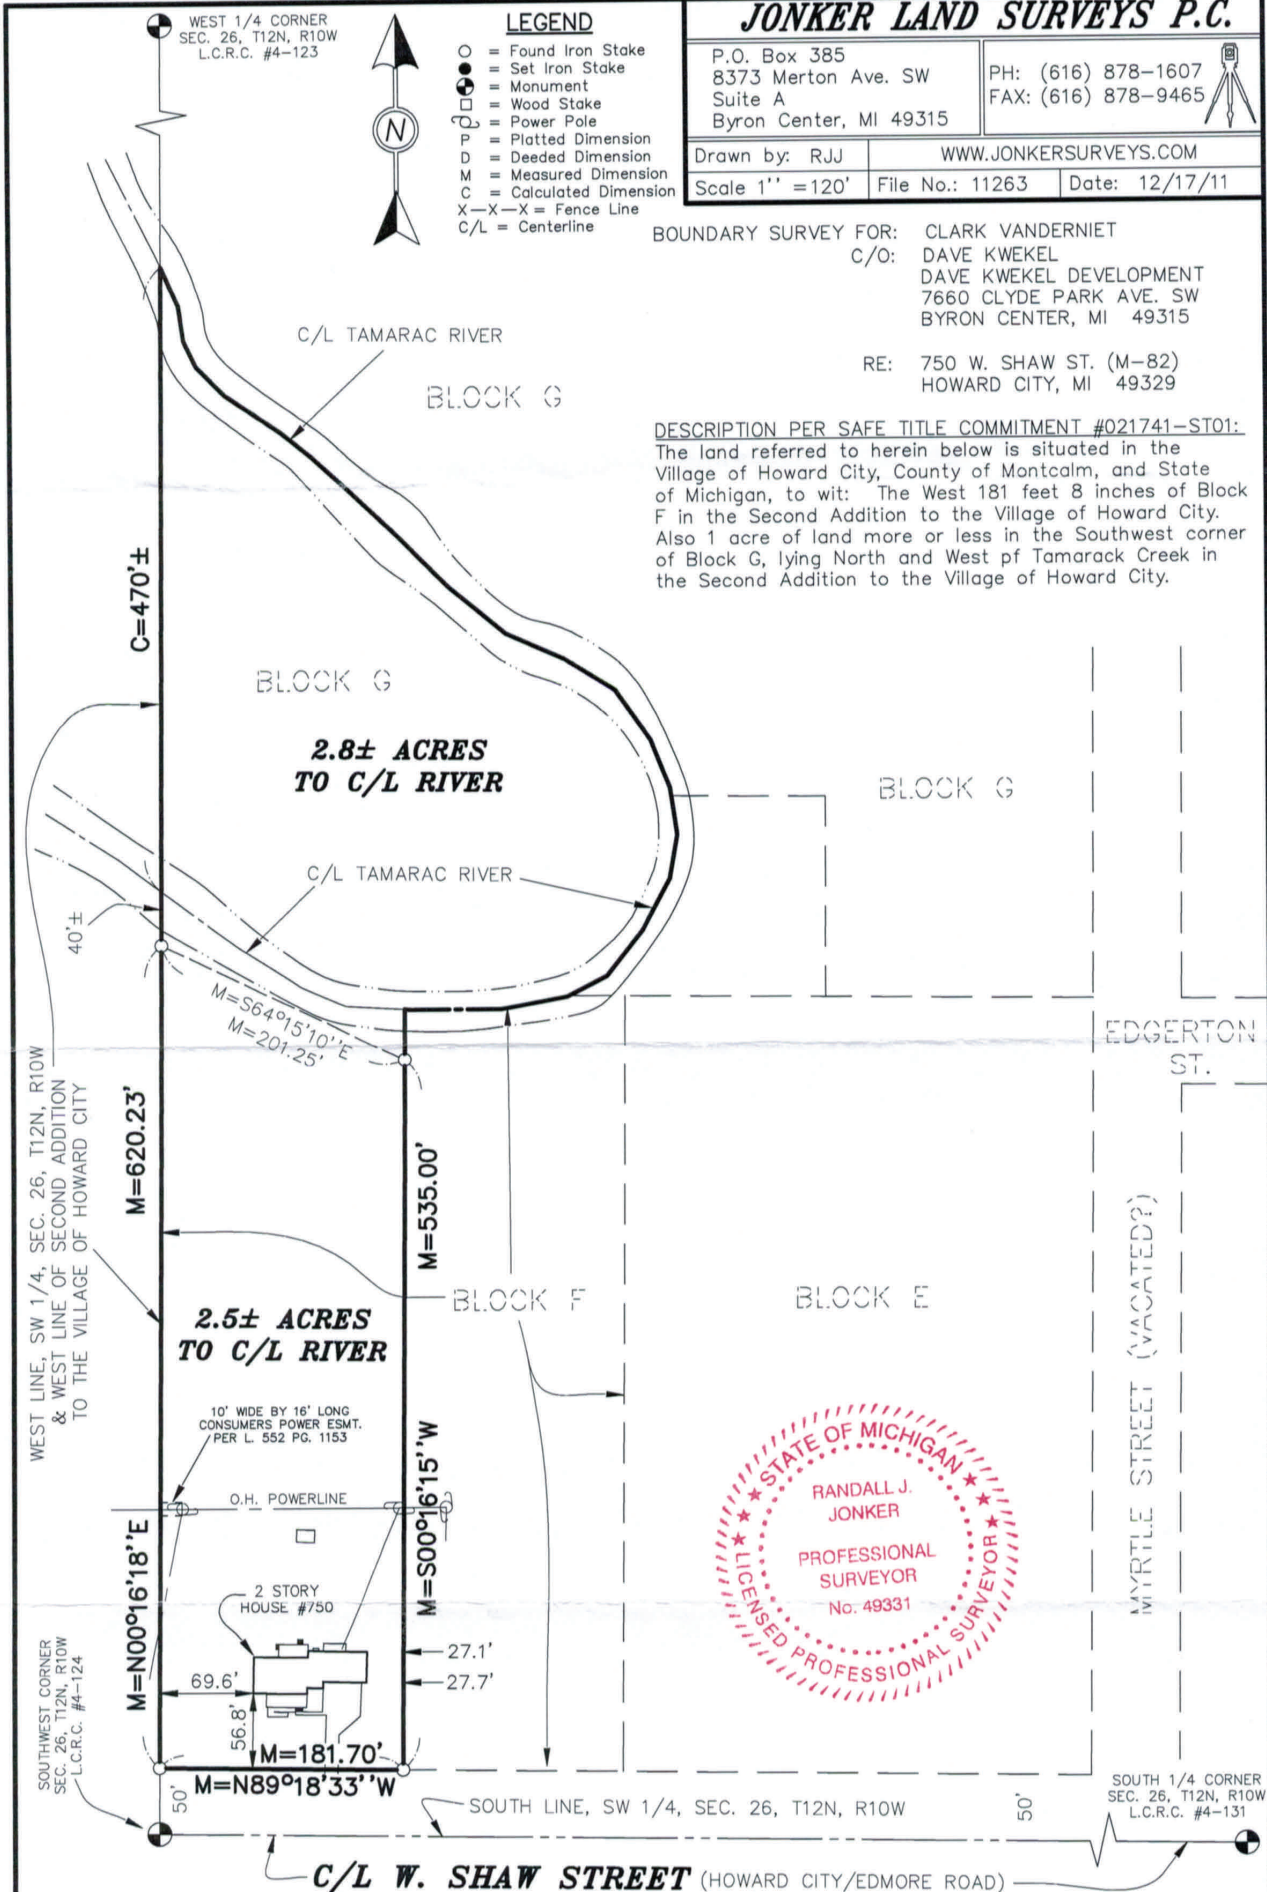 WEST 1/4 CORNER
SEC. 26, T12N, R10W
L.C.R.C. #4-123
N
LEGEND
= Found Iron Stake
= Set Iron Stake
= Monument
= Wood Stake
= Power Pole
P = Platted Dimension
D = Deeded Dimension
M = Measured Dimension
C = Calculated Dimension
X—X—X = Fence Line
C/L = Centerline
JONKER LAND SURVEYS P.C.
P.O. Box 385
8373 Merton Ave. SW
Suite A
Byron Center, MI 49315
PH: (616) 878-1607
FAX: (616) 878-9465
Drawn by: RJJ
WWW.JONKERSURVEYS.COM
Scale 1'' =120'
File No.: 11263
Date: 12/17/11
BOUNDARY SURVEY FOR: CLARK VANDERNIET
C/O: DAVE KWEKEL
DAVE KWEKEL DEVELOPMENT
7660 CLYDE PARK AVE. SW
BYRON CENTER, MI 49315
RE: 750 W. SHAW ST. (M-82)
HOWARD CITY, MI 49329
DESCRIPTION PER SAFE TITLE COMMITMENT #021741-ST01:
The land referred to herein below is situated in the
Village of Howard City, County of Montcalm, and State
of Michigan, to wit: The West 181 feet 8 inches of Block
F in the Second Addition to the Village of Howard City.
Also 1 acre of land more or less in the Southwest corner
of Block G, lying North and West pf Tamarack Creek in
the Second Addition to the Village of Howard City.
C/L TAMARAC RIVER
BLOCK G
C=470'±
BLOCK G
2.8± ACRES
TO C/L RIVER
BLOCK G
C/L TAMARAC RIVER
40'±
M=S64°15'10''E
M=201.25'
EDGERTON
ST.
WEST LINE, SW 1/4, SEC. 26, T12N, R10W
& WEST LINE OF SECOND ADDITION
TO THE VILLAGE OF HOWARD CITY
M=620.23'
M=535.00'
BLOCK F
BLOCK E
MYRTLE STREET (VACATED?)
2.5± ACRES
TO C/L RIVER
10' WIDE BY 16' LONG
CONSUMERS POWER ESMT.
PER L. 552 PG. 1153
O.H. POWERLINE
M=N00°16'18''E
M=S00°16'15''W
2 STORY
HOUSE #750
27.1'
27.7'
69.6'
56.8'
M=181.70'
M=N89°18'33''W
STATE OF MICHIGAN
RANDALL J.
JONKER
PROFESSIONAL
SURVEYOR
No. 49331
LICENSED PROFESSIONAL SURVEYOR
SOUTHWEST CORNER
SEC. 26, T12N, R10W
L.C.R.C. #4-124
50'
SOUTH LINE, SW 1/4, SEC. 26, T12N, R10W
50'
SOUTH 1/4 CORNER
SEC. 26, T12N, R10W
L.C.R.C. #4-131
C/L W. SHAW STREET (HOWARD CITY/EDMORE ROAD)